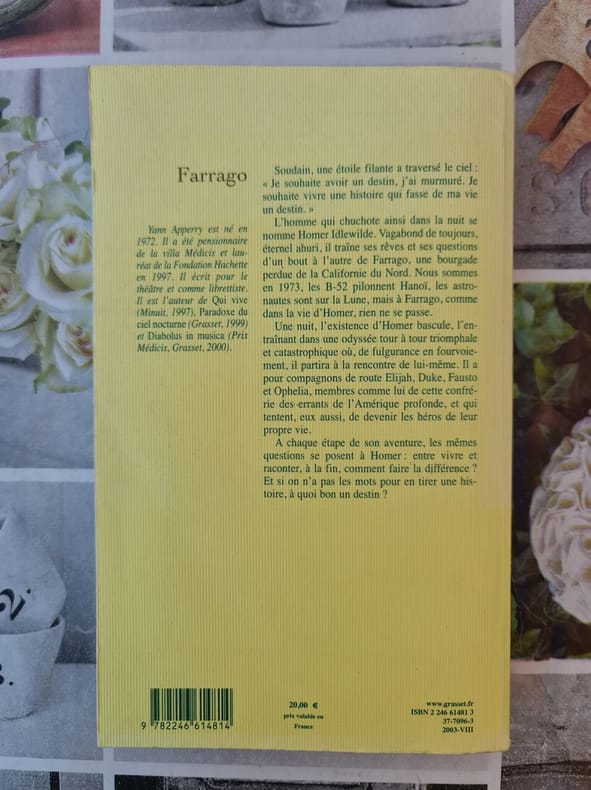 Farrago
Yann Apperry est né en
1972. Il a été pensionnaire
de la villa Médicis et lau-
réat de la Fondation Hachette
en 1997. Il écrit pour le
théâtre et comme librettiste.
Il est l'auteur de Qui vive
(Minuit, 1997), Paradoxe du
ciel nocturne (Grasset, 1999)
et Diabolus in musica (Prix
Médicis, Grasset, 2000).
Soudain, une étoile filante a traversé le ciel :
« Je souhaite avoir un destin, j'ai murmuré. Je
souhaite vivre une histoire qui fasse de ma vie
un destin. »
L'homme qui chuchote ainsi dans la nuit se
nomme Homer Idlewilde. Vagabond de toujours,
éternel ahuri, il traîne ses rêves et ses questions
d'un bout à l'autre de Farrago, une bourgade
perdue de la Californie du Nord. Nous sommes
en 1973, les B-52 pilonnent Hanoï, les astro-
nautes sont sur la Lune, mais à Farrago, comme
dans la vie d'Homer, rien ne se passe.
Une nuit, l'existence d'Homer bascule, l'en-
traînant dans une odyssée tour à tour triomphale
et catastrophique où, de fulgurance en fourvoie-
ment, il partira à la rencontre de lui-même. Il a
pour compagnons de route Elijah, Duke, Fausto
et Ophelia, membres comme lui de cette confré-
rie des errants de l'Amérique profonde, et qui
tentent, eux aussi, de devenir les héros de leur
propre vie.
A chaque étape de son aventure, les mêmes
questions se posent à Homer : entre vivre et
raconter, à la fin, comment faire la différence ?
Et si on n'a pas les mots pour en tirer une his-
toire, à quoi bon un destin ?
9 782246 614814
20,00 €
prix valable en
France
www.grasset.fr
ISBN 2 246 61481 3
37-7096-3
2003-VIII
2.